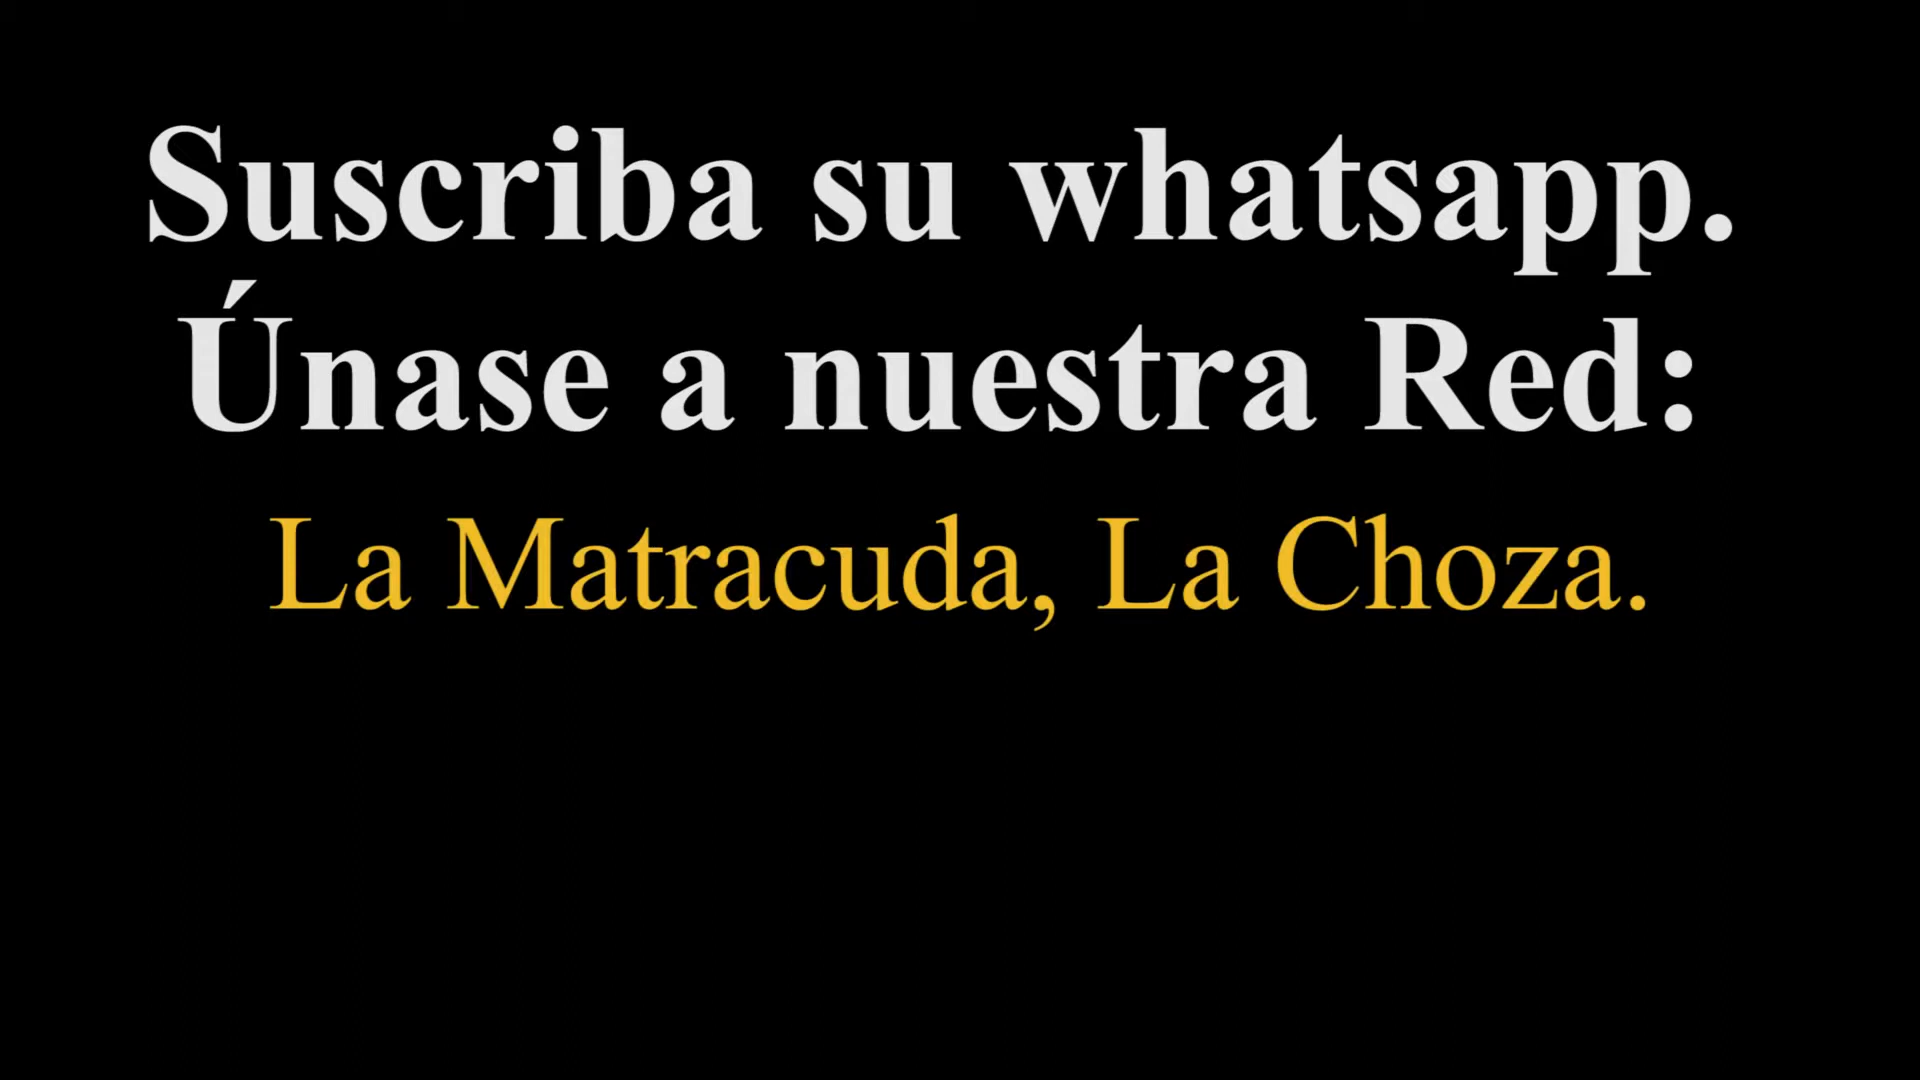 Suscriba su whatsapp.
Únase a nuestra Red:
La Matracuda, La Choza.